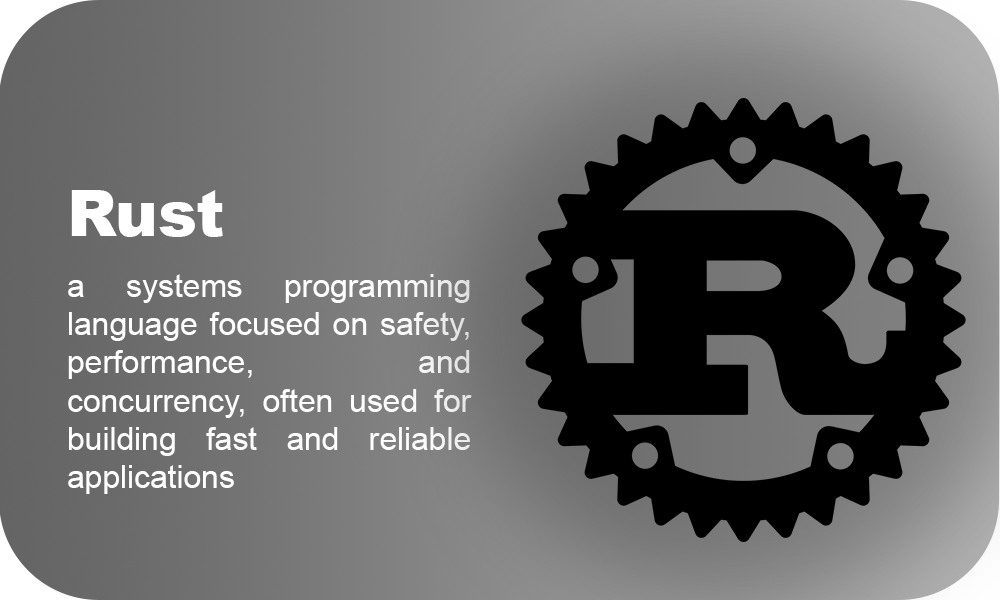 Rust
a systems programming
language focused on safety,
performance, and
concurrency, often used for
building fast and reliable
applications
R